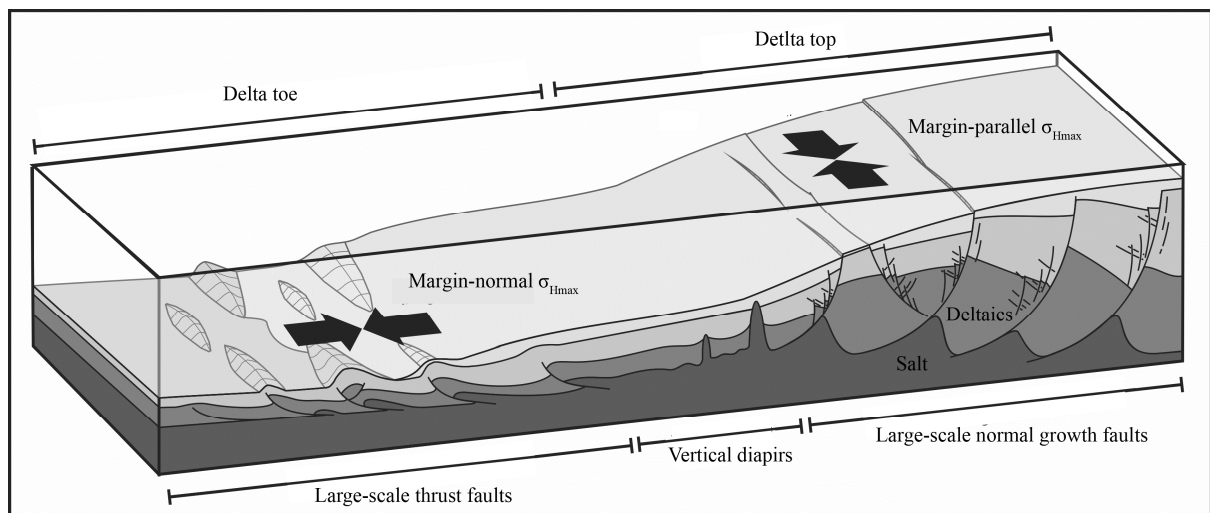 Detlta top
Delta toe
Margin-parallel σHmax
Margin-normal σHmax
Deltaics
Salt
Large-scale normal growth faults
Vertical diapirs
Large-scale thrust faults